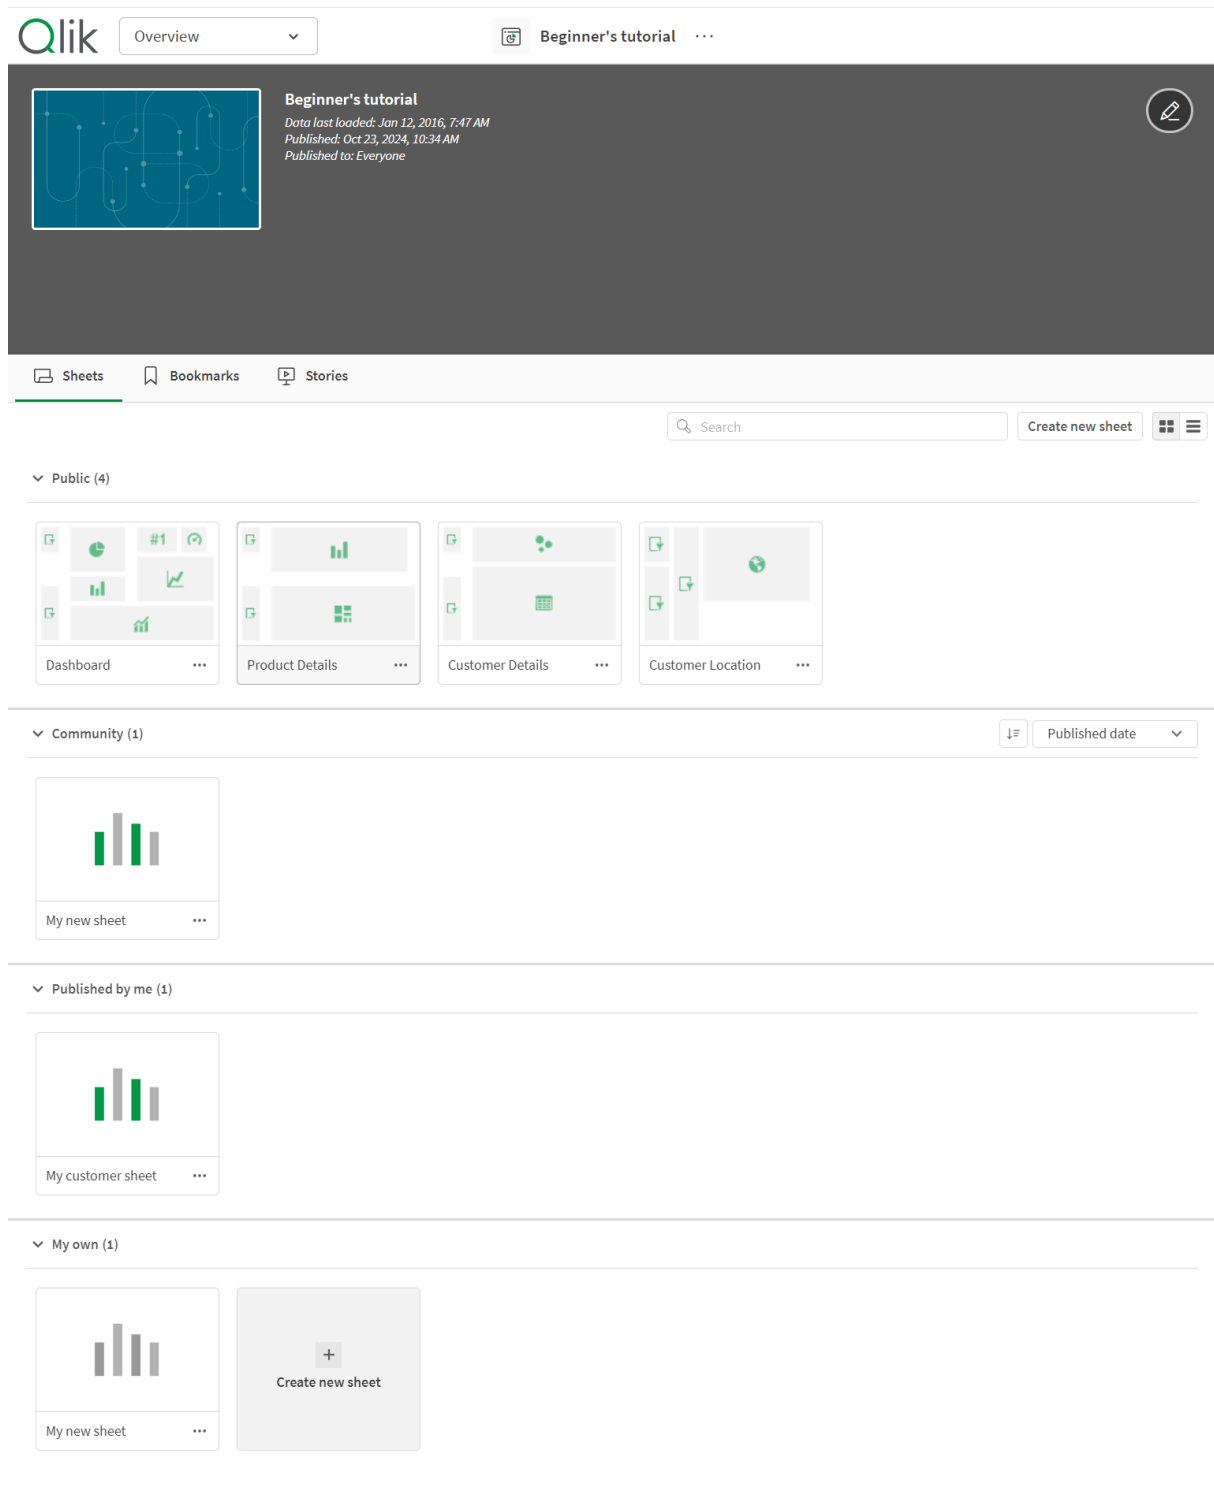 Qlik
Overview
Beginner's tutorial
Beginner's tutorial
Data last loaded: Jan 12, 2016, 7:47 AM
Published: Oct 23, 2024, 10:34 AM
Published to: Everyone
Sheets
Bookmarks
Stories
Search
Create new sheet
Public (4)
#1
Dashboard
Product Details
Customer Details
Customer Location
Community (1)
Published date
My new sheet
Published by me (1)
My customer sheet
My own (1)
Create new sheet
My new sheet